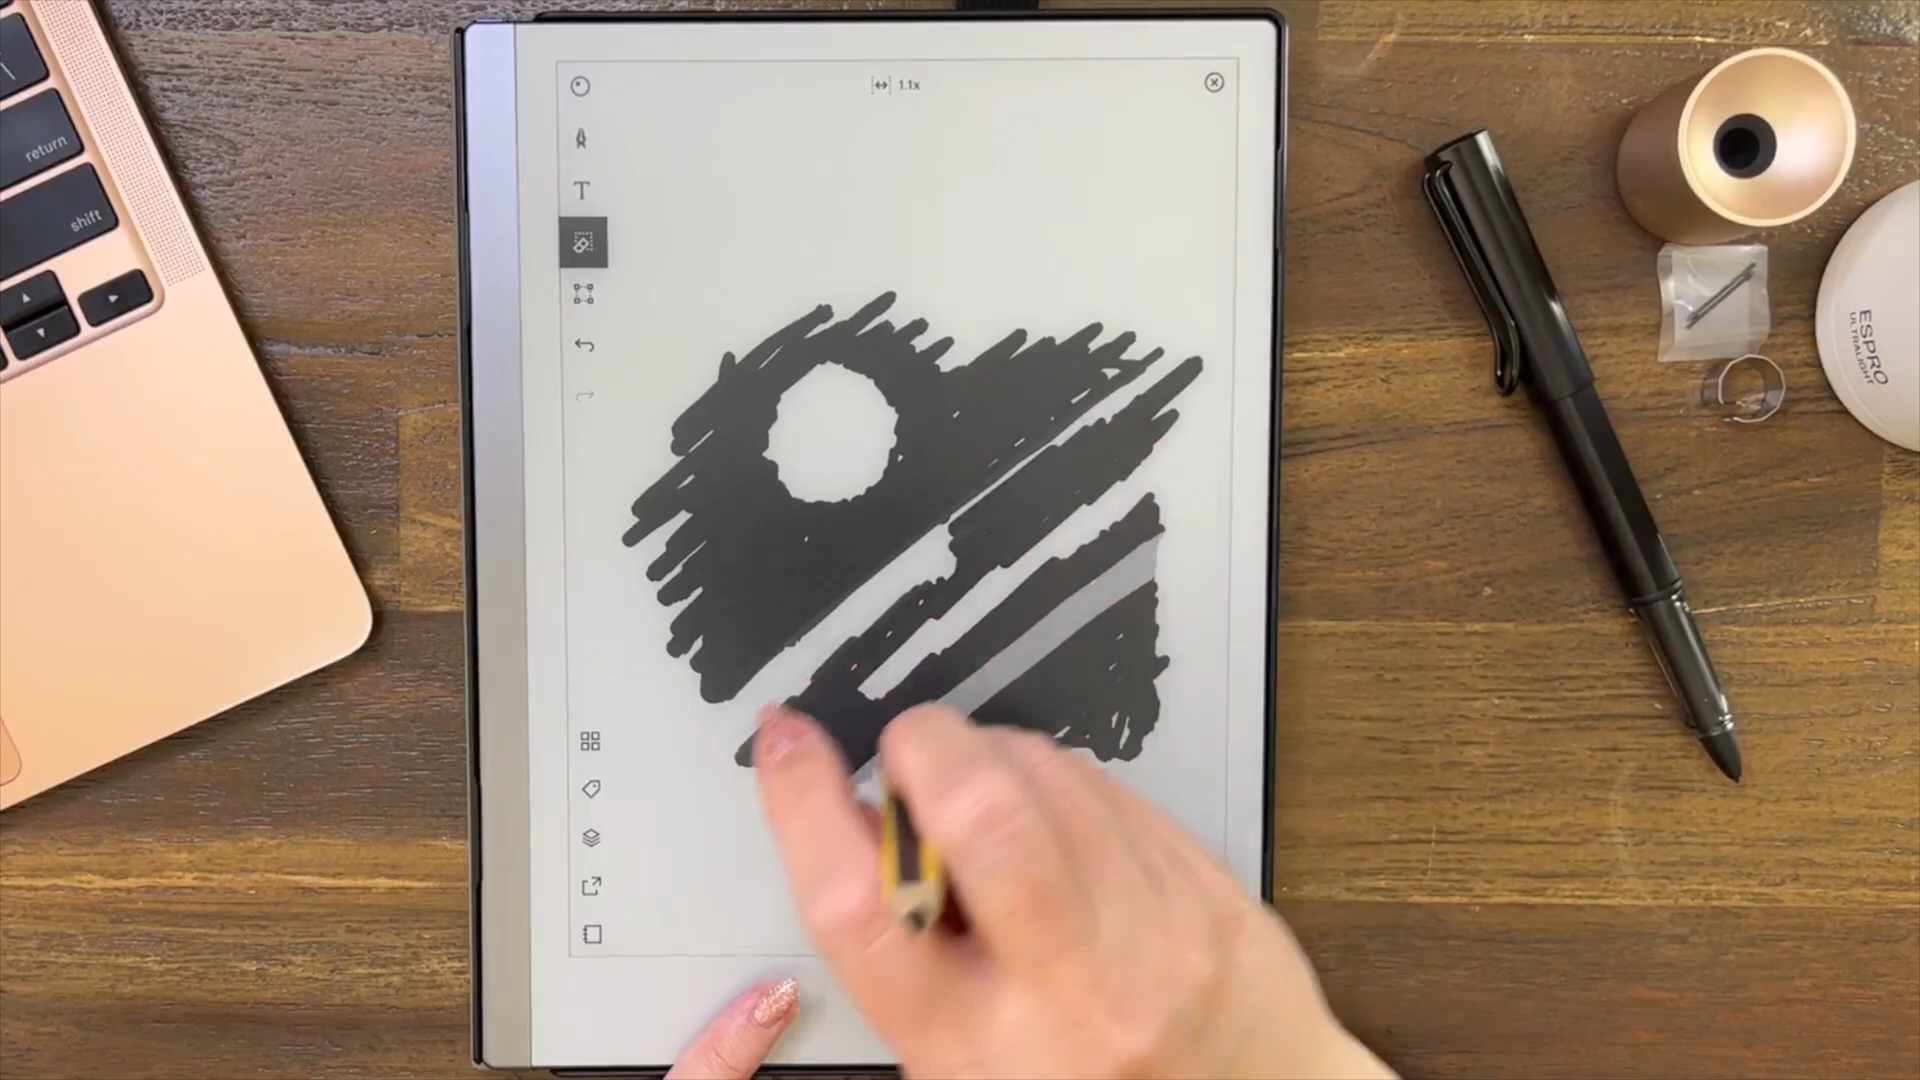 \
return
shift
1.1x
T
ESPRO
ULTRALIGHT